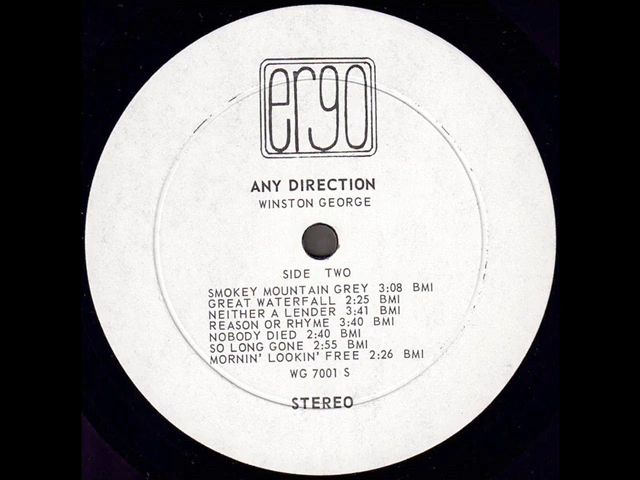 ergo
ANY DIRECTION
WINSTON GEORGE
SIDE TWO
SMOKEY MOUNTAIN GREY 3:08 BMI
GREAT WATERFALL 2:25 BMI
NEITHER A LENDER 3:41 BMI
REASON OR RHYME 3:40 BMI
NOBODY DIED 2:40 BMI
SO LONG GONE 2:55 BMI
MORNIN' LOOKIN' FREE 2:26 BMI
WG 7001 S
STEREO